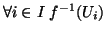 ∀i ∈ I f⁻¹(Uᵢ)